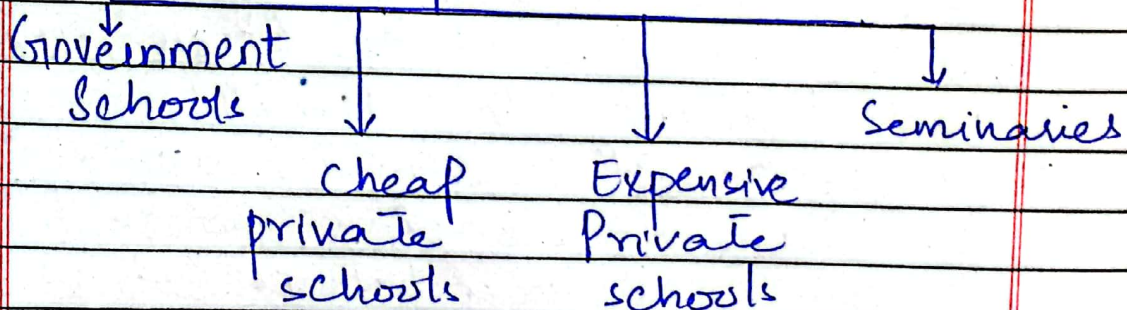 Government
Schools
Seminaries
Cheap
private
schools
Expensive
Private
schools